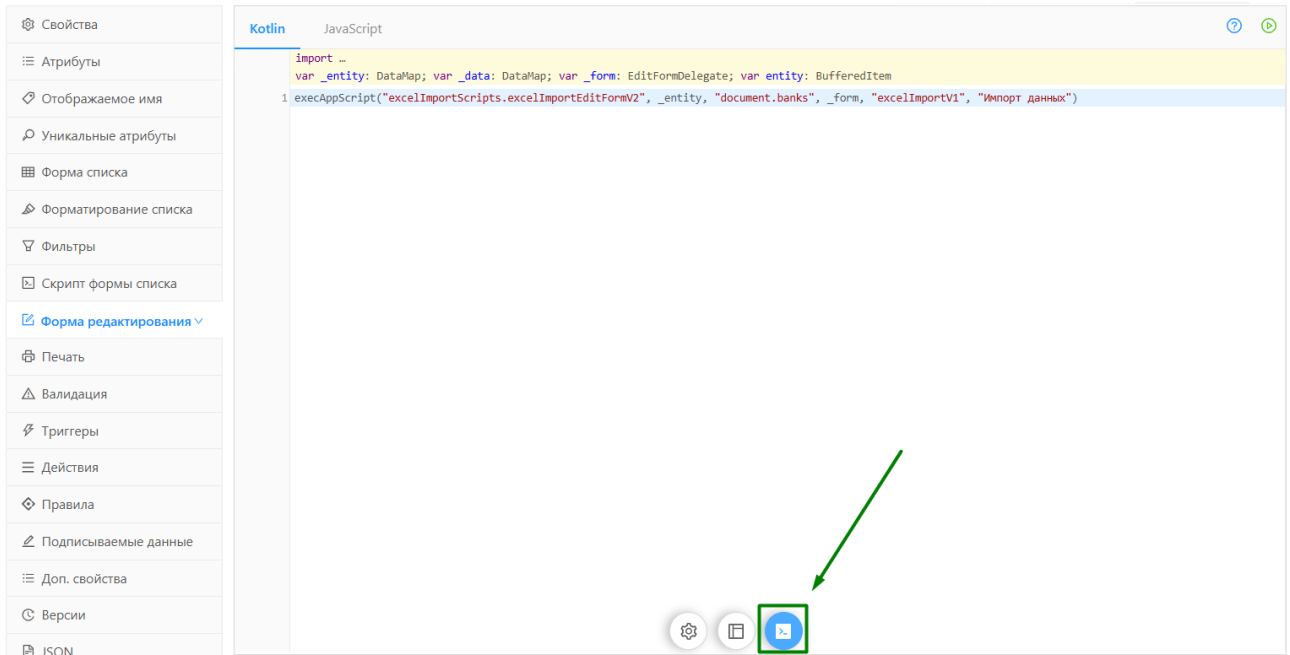 Свойства
Атрибуты
Отображаемое имя
Уникальные атрибуты
Форма списка
Форматирование списка
Фильтры
Скрипт формы списка
Форма редактирования
Печать
Валидация
Триггеры
Действия
Правила
Подписываемые данные
Доп. свойства
Версии
JSON
Kotlin JavaScript
import …
var _entity: DataMap; var _data: DataMap; var _form: EditFormDelegate; var entity: BufferedItem
1 execAppScript("excelImportScripts.excelImportEditFormV2", _entity, "document.banks", _form, "excelImportV1", "Импорт данных")